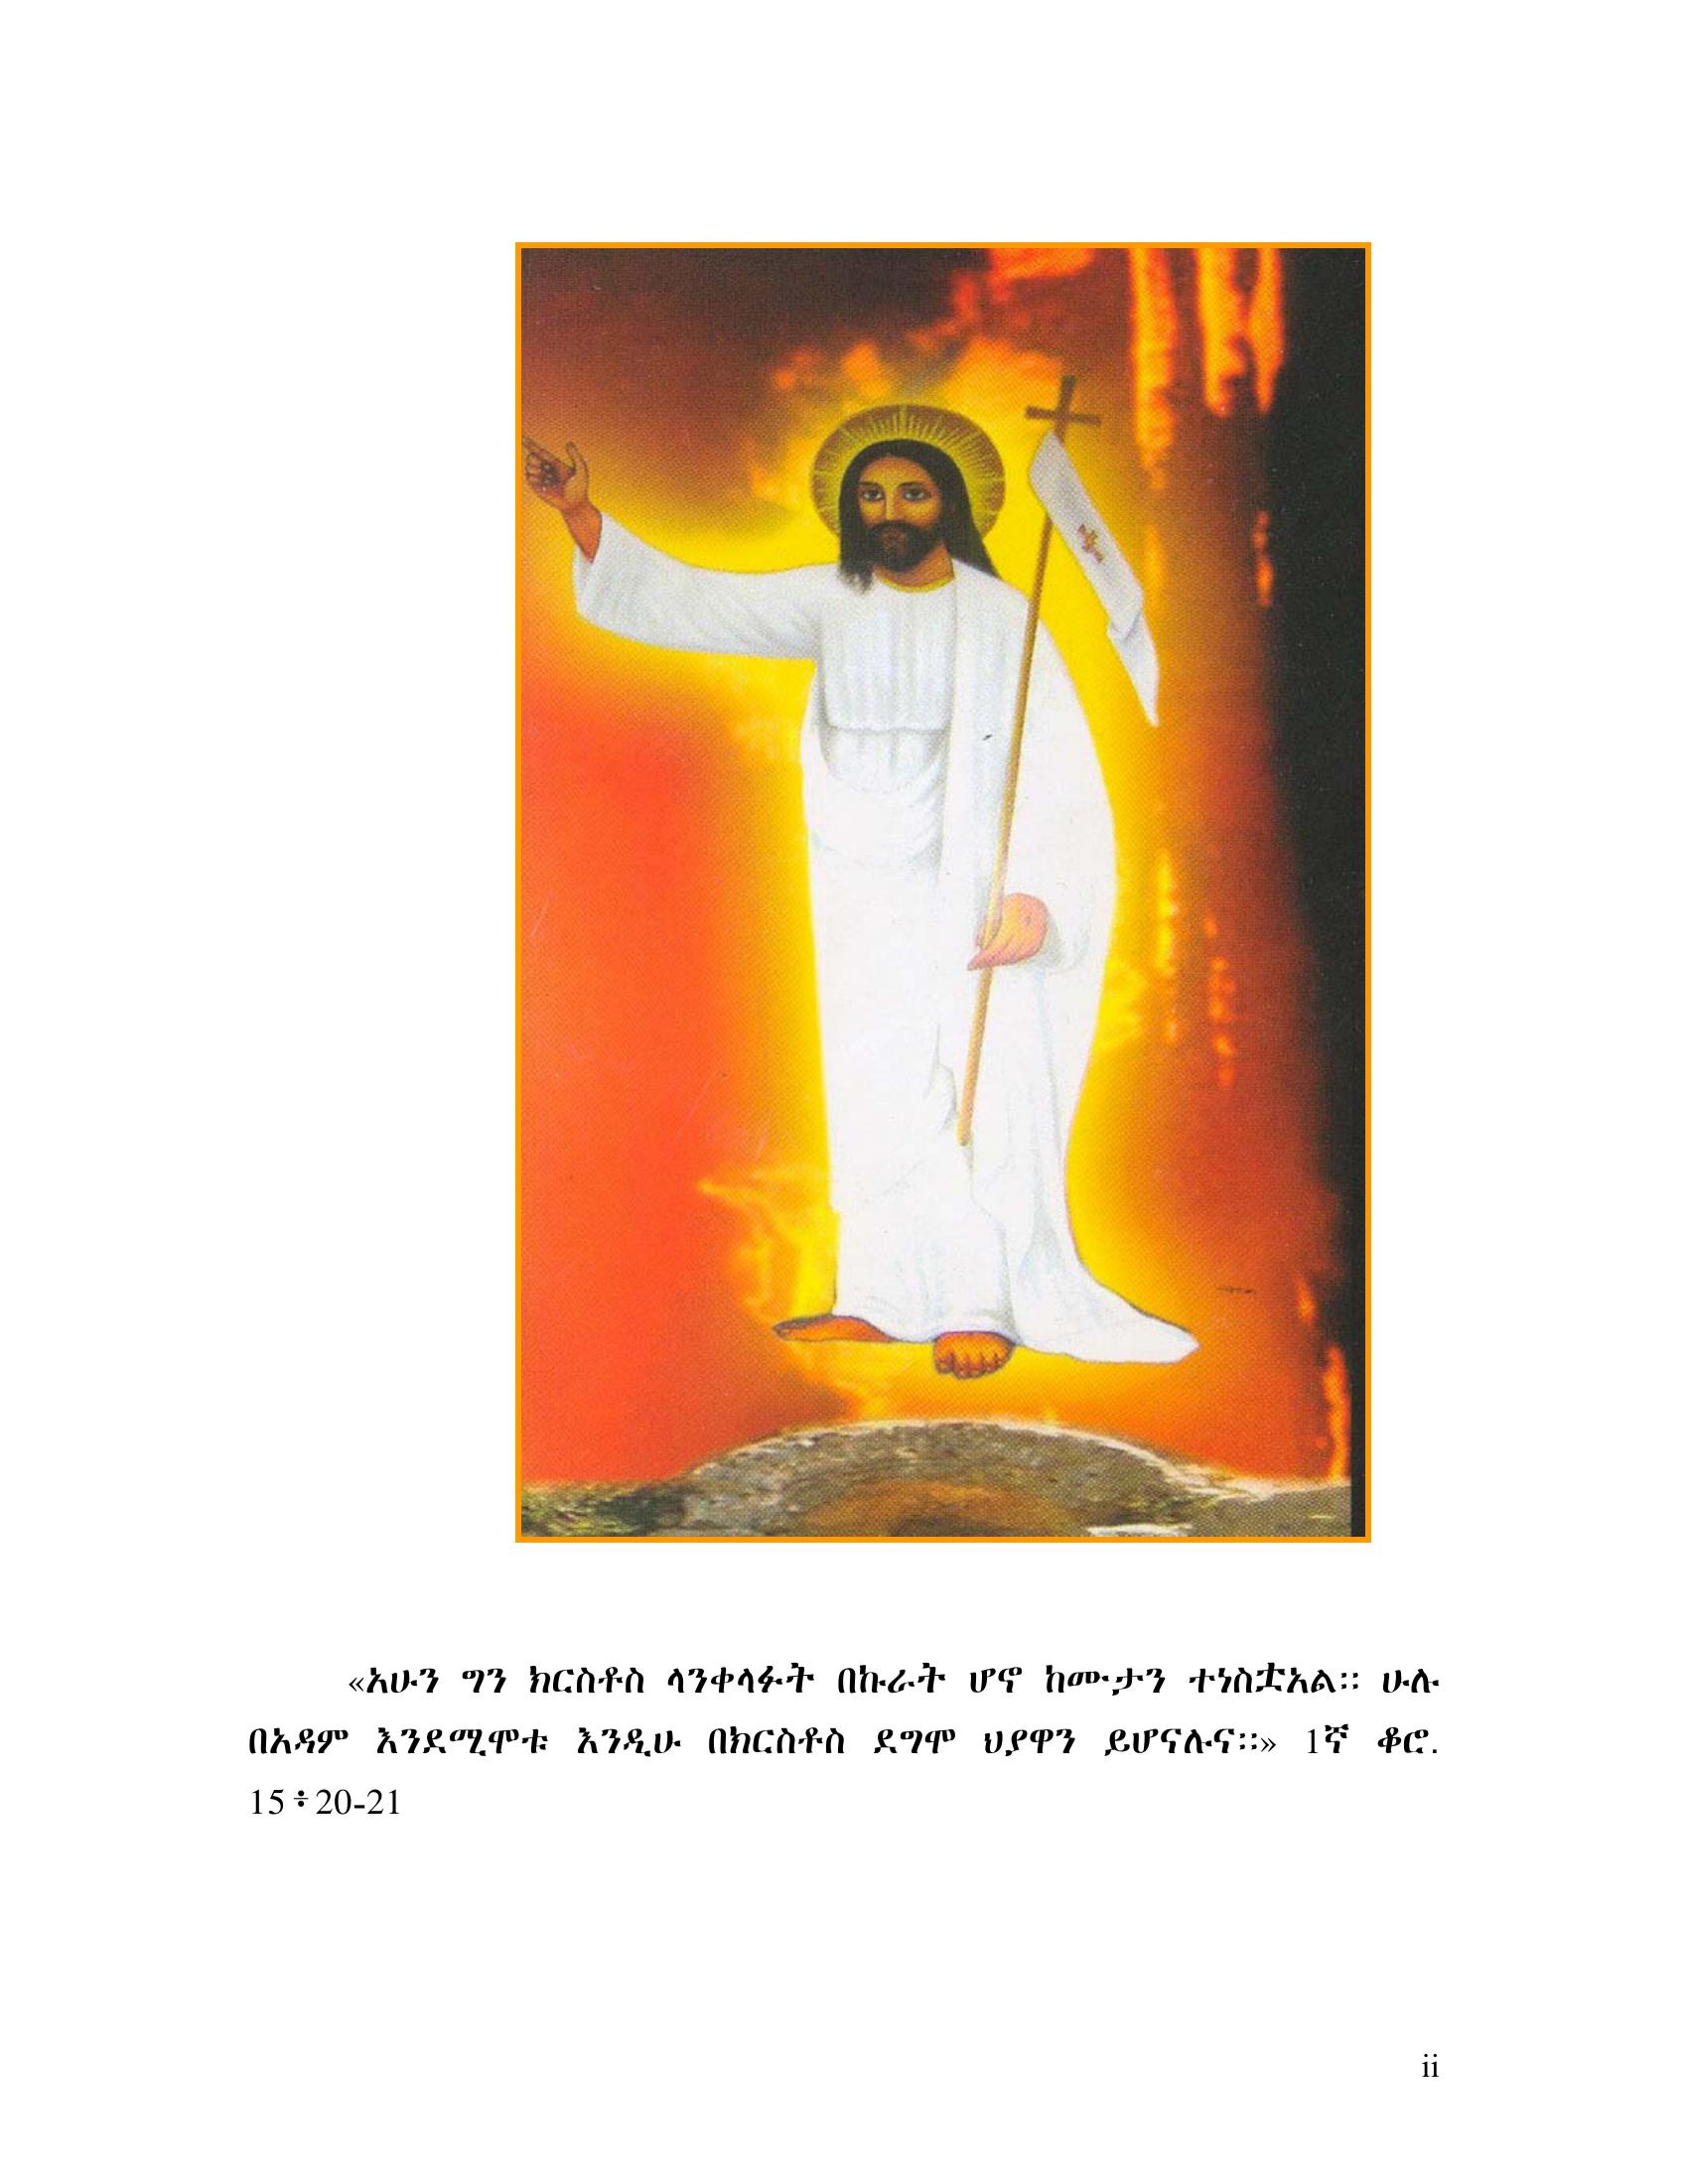 «አሁን ግን ክርስቶስ ላንቀላፉት በኩራት ሆኖ ከሙታን ተነስቷአል፡፡ ሁሉ
በአዳም እንደሚሞቱ እንዲሁ በክርስቶስ ደግሞ ህያዋን ይሆናሉና፡፡» 1ኛ ቆሮ.
15፥20-21
ii